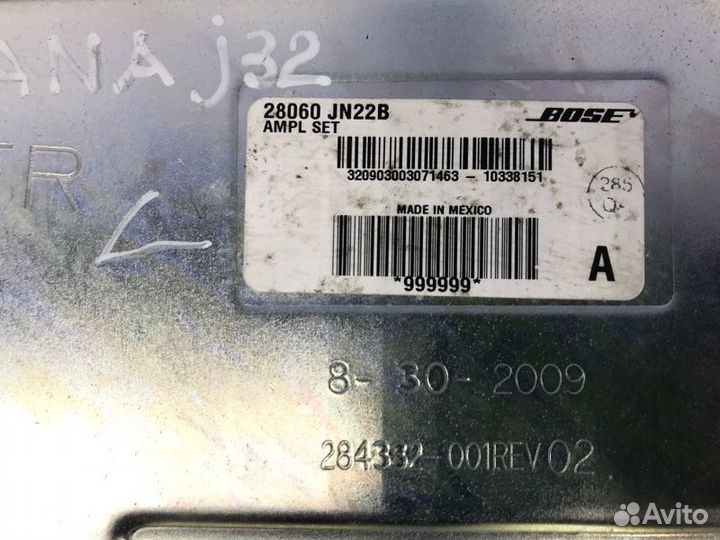 ANA j32
28060 JN22B
BOSE
AMPL SET
320903003071463 - 10338151
285
TR
MADE IN MEXICO
A
*999999*
8- 30- 2009
284332-001REV02
Avito